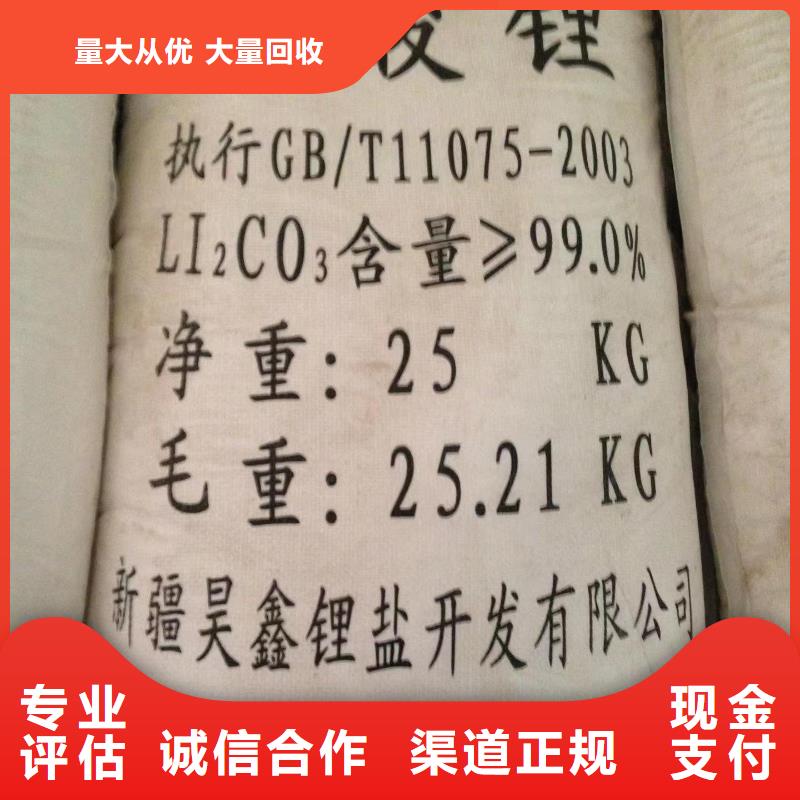 量大从优 大量回收
酸锂
执行GB/T11075-2003
LI₂CO₃含量≥99.0%
净重：25 KG
毛重：25.21 KG
新疆昊鑫锂盐开发有限公司
专业评估 诚信合作 渠道正规 现金支付